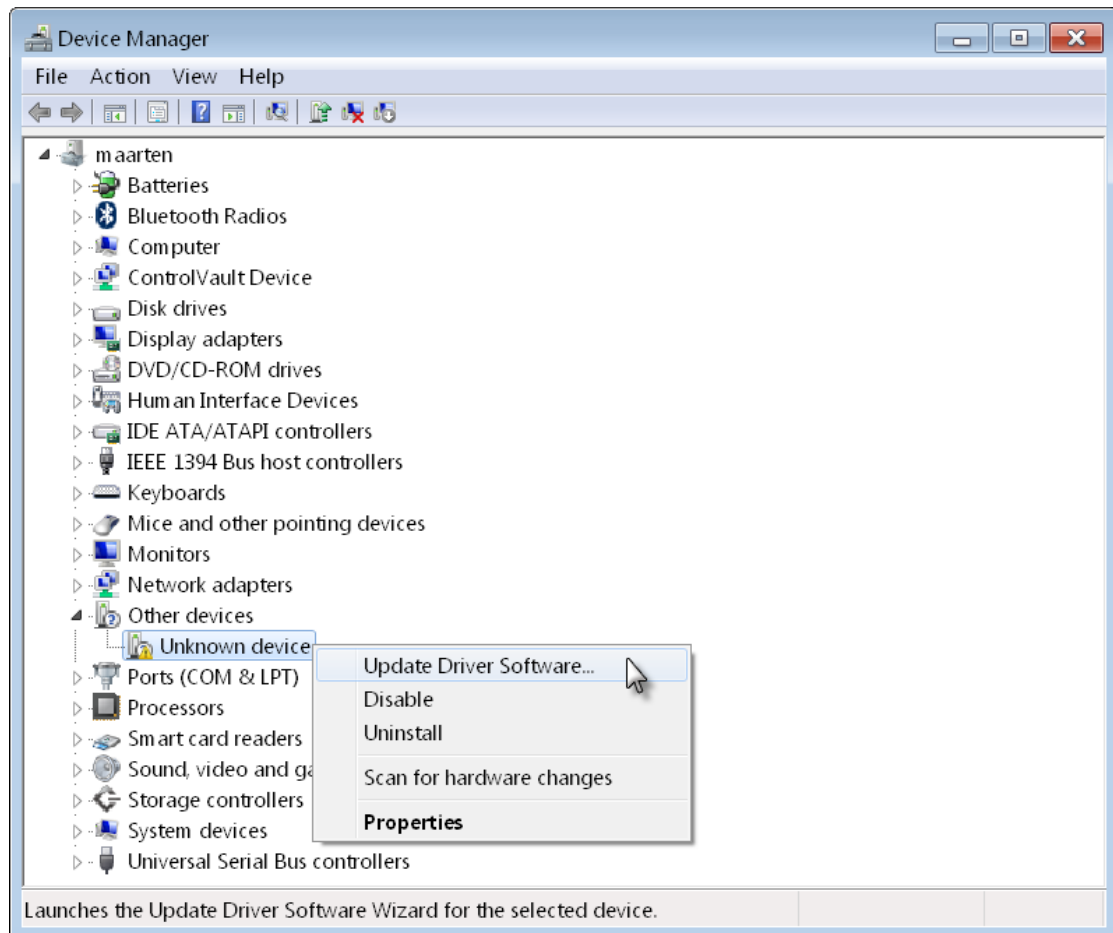 Device Manager
File Action View Help
maarten
Batteries
Bluetooth Radios
Computer
ControlVault Device
Disk drives
Display adapters
DVD/CD-ROM drives
Human Interface Devices
IDE ATA/ATAPI controllers
IEEE 1394 Bus host controllers
Keyboards
Mice and other pointing devices
Monitors
Network adapters
Other devices
Unknown device
Update Driver Software...
Ports (COM & LPT)
Disable
Processors
Uninstall
Smart card readers
Sound, video and ga
Scan for hardware changes
Storage controllers
Properties
System devices
Universal Serial Bus controllers
Launches the Update Driver Software Wizard for the selected device.